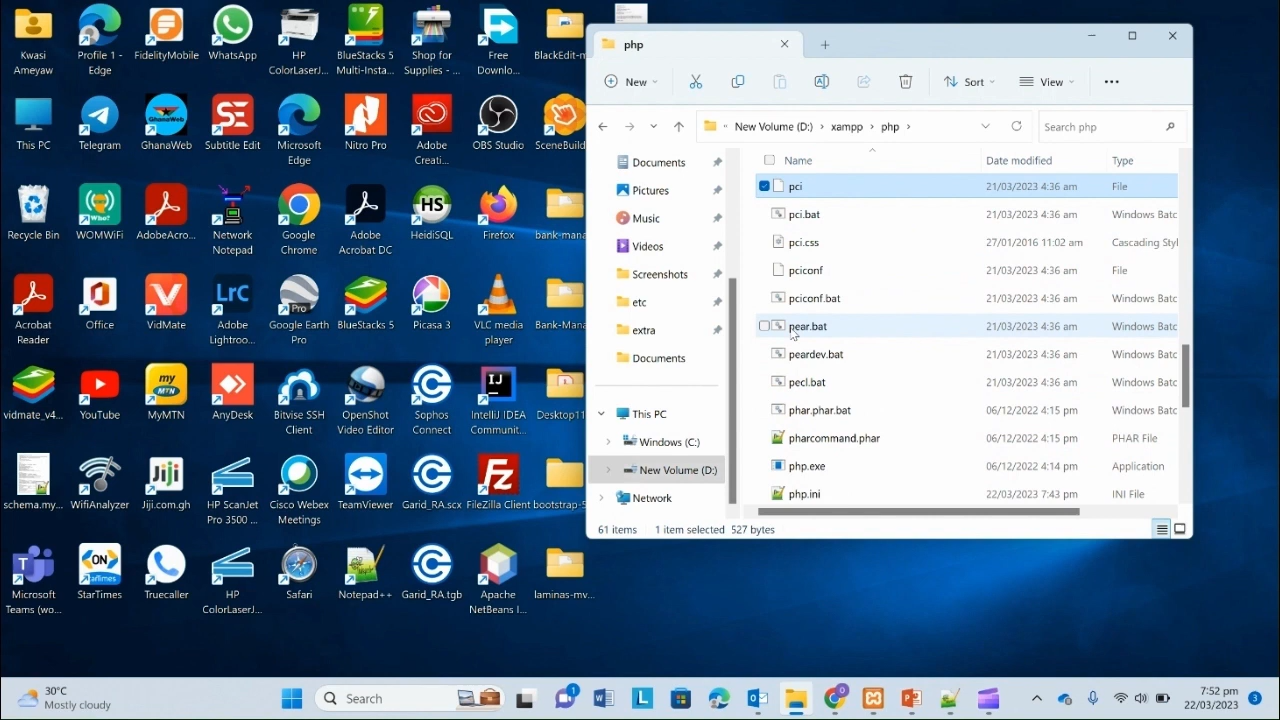 Kwasi Ameyaw
Profile 1 - Edge
FidelityMobile
WhatsApp
HP ColorLaserJ...
BlueStacks 5 Multi-Insta...
Shop for Supplies - ...
Free Downlo...
BlackEdit-m
This PC
Telegram
GhanaWeb
Subtitle Edit
Microsoft Edge
Nitro Pro
Adobe Creati...
OBS Studio
SceneBuild
Recycle Bin
WOMWiFi
AdobeAcro...
Network Notepad
Google Chrome
Adobe Acrobat DC
HeidiSQL
Firefox
bank-mana
Acrobat Reader
Office
VidMate
Adobe Lightroo...
Google Earth Pro
BlueStacks 5
Picasa 3
VLC media player
Bank-Mana
vidmate_v4...
YouTube
MyMTN
AnyDesk
Bitvise SSH Client
OpenShot Video Editor
Sophos Connect
IntelliJ IDEA Communit...
Desktop11
schema.my...
WifiAnalyzer
Jiji.com.gh
HP ScanJet Pro 3500 ...
Cisco Webex Meetings
TeamViewer
Garid_RA.scx
FileZilla Client
bootstrap-5
Microsoft Teams (wo...
StarTimes
Truecaller
HP ColorLaserJ...
Safari
Notepad++
Garid_RA.tgb
Apache NetBeans I...
laminas-mv...
php
New
Sort
View
New Volume (D:) › xampp › php ›
Search php
Documents
Pictures
Music
Videos
Screenshots
etc
extra
Documents
This PC
Windows (C:)
New Volume (D:)
Network
Name Date modified Type
pci 21/03/2023 4:36 am File
pci.bat 21/03/2023 4:36 am Windows Batc
pci.css 27/01/2016 11:02 am Cascading Styl
pciconf 21/03/2023 4:36 am File
pciconf.bat 21/03/2023 4:36 am Windows Batc
pear.bat 21/03/2023 4:36 am Windows Batc
peardev.bat 21/03/2023 4:36 am Windows Batc
pecl.bat 21/03/2023 4:36 am Windows Batc
phar.phar.bat 06/12/2022 4:15 pm Windows Batc
pharcommand.phar 06/12/2022 4:15 pm PHAR File
php.exe 06/12/2022 4:14 pm Application
php.ini 22/03/2023 7:48 pm INI File
61 items 1 item selected 527 bytes
30°C
Mostly cloudy
Search
7:52 pm
22/03/2023